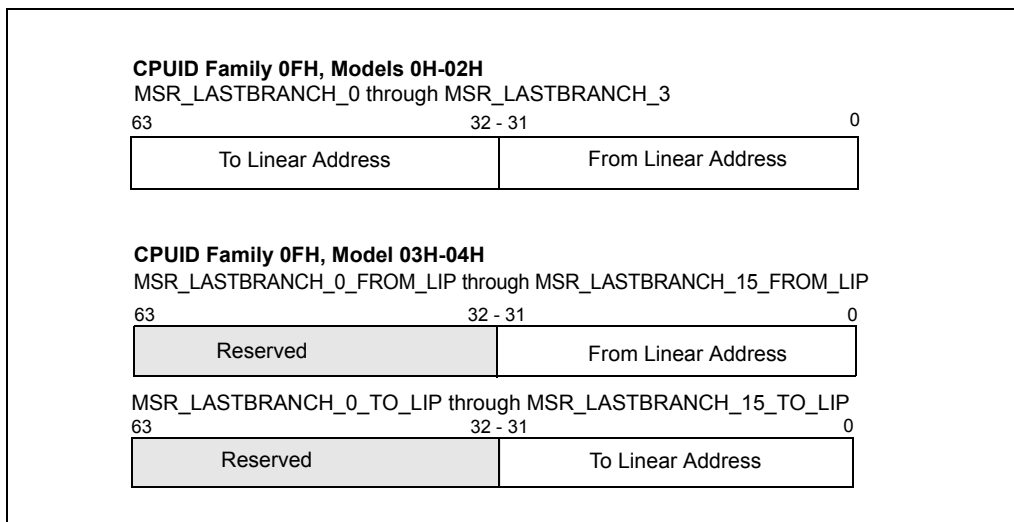 CPUID Family 0FH, Models 0H-02H
MSR_LASTBRANCH_0 through MSR_LASTBRANCH_3
63 32 - 31 0
To Linear Address From Linear Address
CPUID Family 0FH, Model 03H-04H
MSR_LASTBRANCH_0_FROM_LIP through MSR_LASTBRANCH_15_FROM_LIP
63 32 - 31 0
Reserved From Linear Address
MSR_LASTBRANCH_0_TO_LIP through MSR_LASTBRANCH_15_TO_LIP
63 32 - 31 0
Reserved To Linear Address